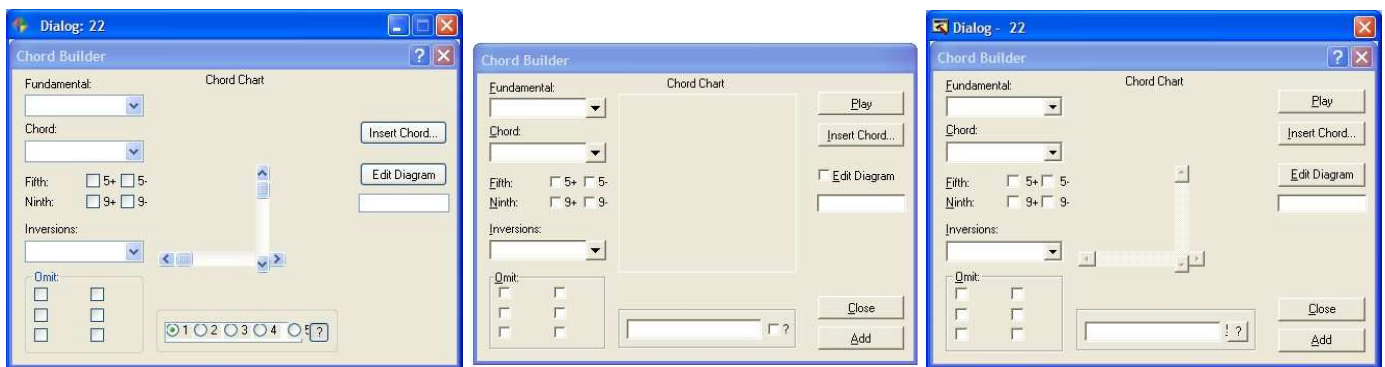 Dialog: 22
Chord Builder
Fundamental:
Chord Chart
Chord:
Insert Chord...
Fifth:
5+
5-
Edit Diagram
Ninth:
9+
9-
Inversions:
Omit:
1
2
3
4
5
?
Chord Builder
Fundamental:
Chord Chart
Play
Chord:
Insert Chord...
Fifth:
5+
5-
Edit Diagram
Ninth:
9+
9-
Inversions:
Omit:
?
Close
Add
Dialog - 22
Chord Builder
?
Fundamental:
Chord Chart
Play
Chord:
Insert Chord...
Fifth:
5+
5-
Edit Diagram
Ninth:
9+
9-
Inversions:
Omit:
?
Close
Add